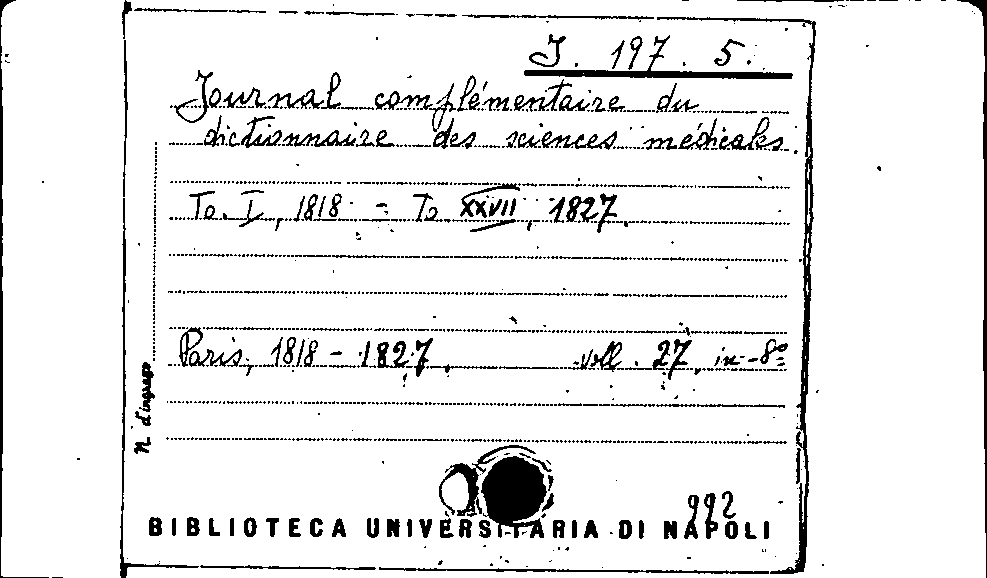 J. 197. 5.
Journal complémentaire du
dictionnaire des sciences médicales.
To. I, 1818 - To XXVII, 1827.
Paris, 1818 - 1827. voll. 27, in-8º
N. d'ingresso
992
BIBLIOTECA UNIVERSITARIA DI NAPOLI